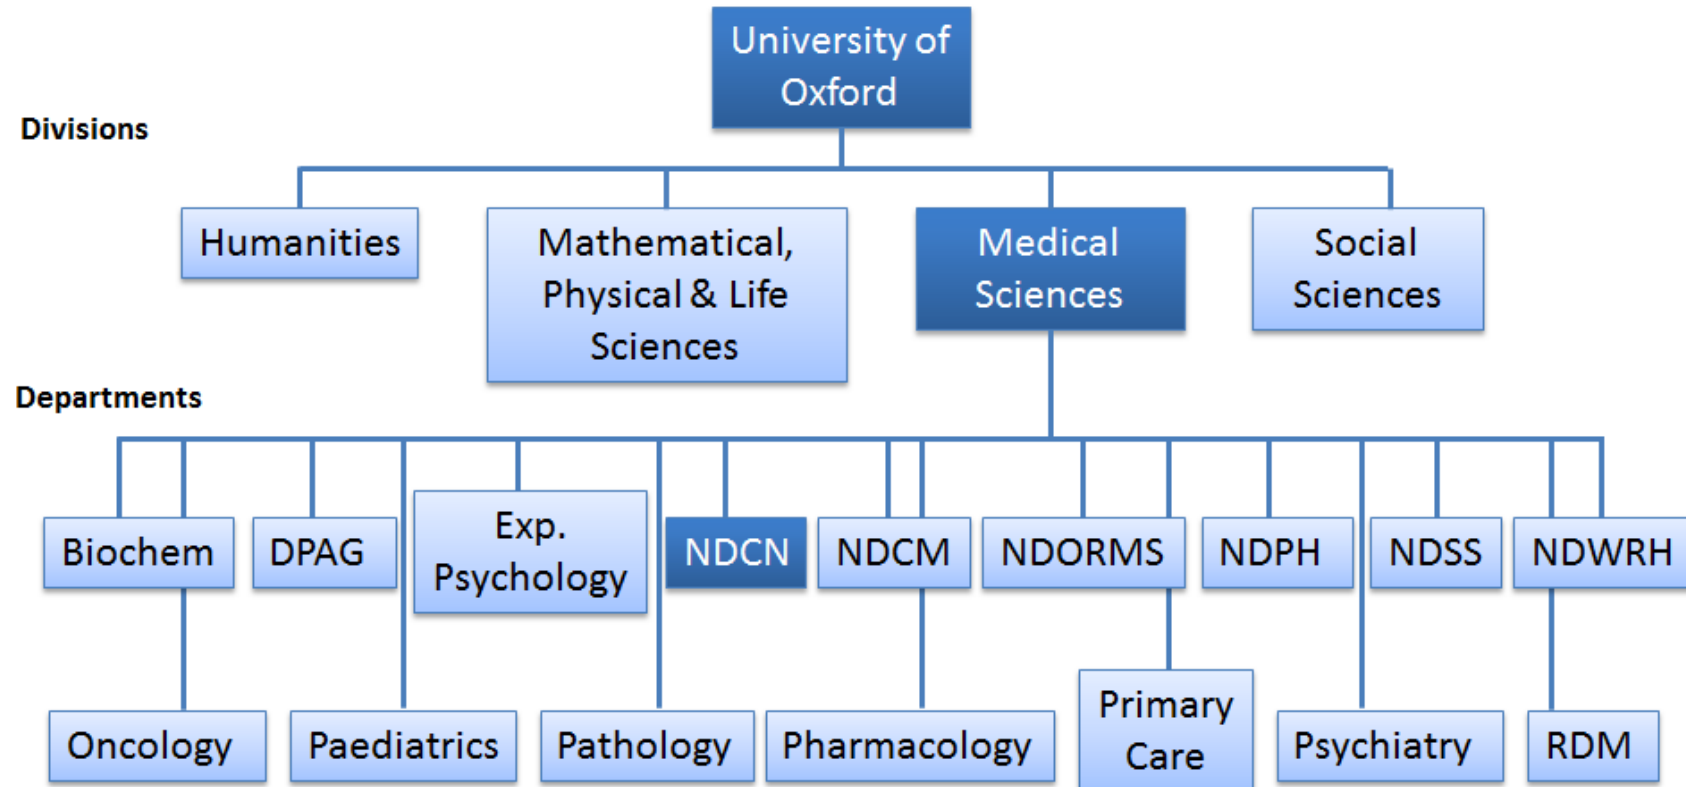 University of
Oxford
Divisions
Humanities
Mathematical,
Physical & Life
Sciences
Medical
Sciences
Social
Sciences
Departments
Biochem
DPAG
Exp.
Psychology
NDCN
NDCM
NDORMS
NDPH
NDSS
NDWRH
Oncology
Paediatrics
Pathology
Pharmacology
Primary
Care
Psychiatry
RDM